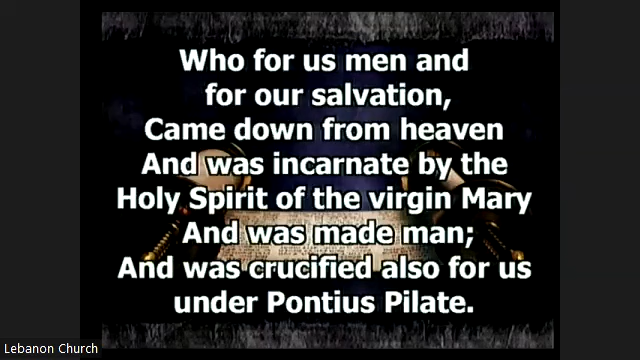 Who for us men and
for our salvation,
Came down from heaven
And was incarnate by the
Holy Spirit of the virgin Mary
And was made man;
And was crucified also for us
under Pontius Pilate.
Lebanon Church